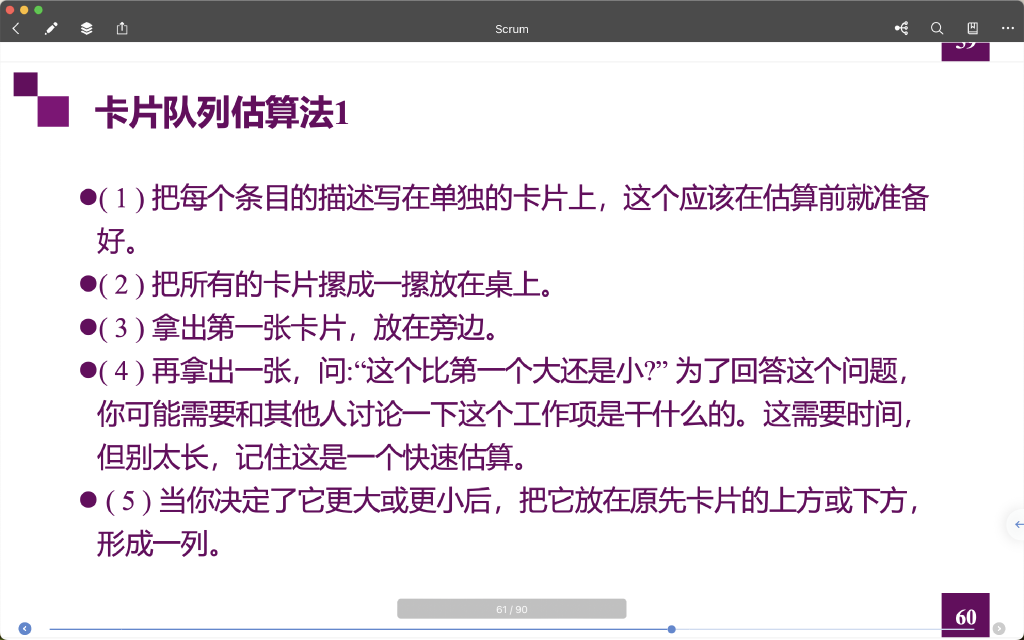 Scrum
卡片队列估算法1
●( 1 ) 把每个条目的描述写在单独的卡片上，这个应该在估算前就准备
好。
●( 2 ) 把所有的卡片摞成一摞放在桌上。
●( 3 ) 拿出第一张卡片，放在旁边。
●( 4 ) 再拿出一张，问:“这个比第一个大还是小?” 为了回答这个问题，
你可能需要和其他人讨论一下这个工作项是干什么的。这需要时间，
但别太长，记住这是一个快速估算。
● ( 5 ) 当你决定了它更大或更小后，把它放在原先卡片的上方或下方，
形成一列。
61 / 90
60